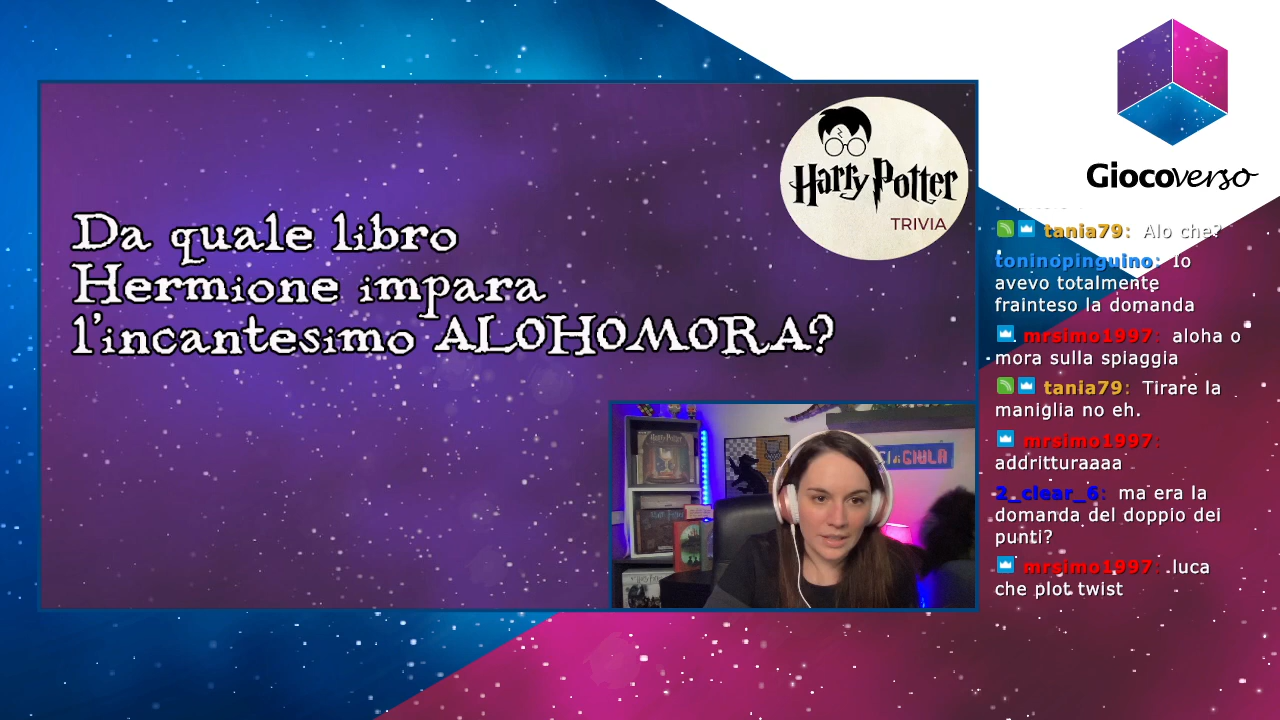 Harry Potter
TRIVIA
Da quale libro
Hermione impara
l'incantesimo ALOHOMORA?
Giocoverso
tania79: Alo che?
toninopinguino: Io
avevo totalmente
frainteso la domanda
mrsimo1997: aloha o
mora sulla spiaggia
tania79: Tirare la
maniglia no eh.
mrsimo1997:
addritturaaaa
2_clear_6: ma era la
domanda del doppio dei
punti?
mrsimo1997: luca
che plot twist
GIULA